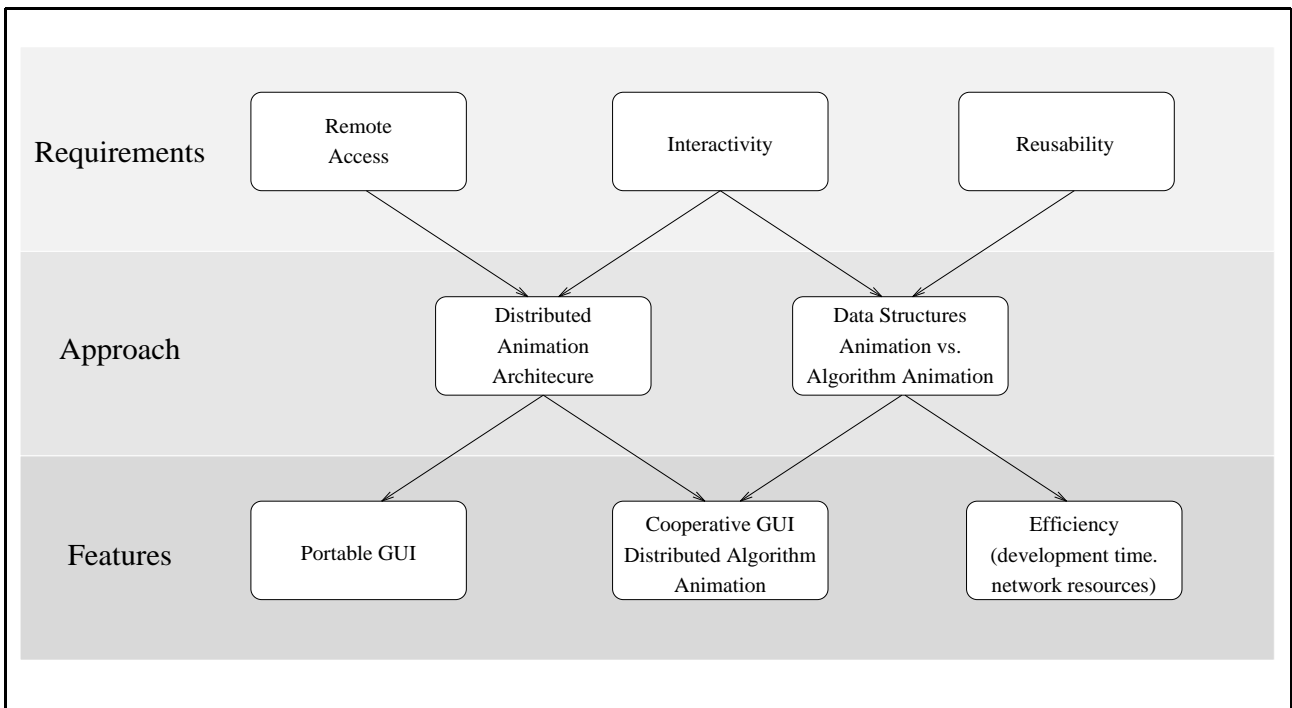 Requirements
Remote
Access
Interactivity
Reusability
Approach
Distributed
Animation
Architecure
Data Structures
Animation vs.
Algorithm Animation
Features
Portable GUI
Cooperative GUI
Distributed Algorithm
Animation
Efficiency
(development time.
network resources)